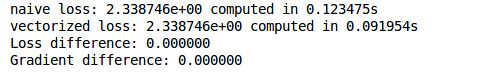 naive loss: 2.338746e+00 computed in 0.123475s
vectorized loss: 2.338746e+00 computed in 0.091954s
Loss difference: 0.000000
Gradient difference: 0.000000